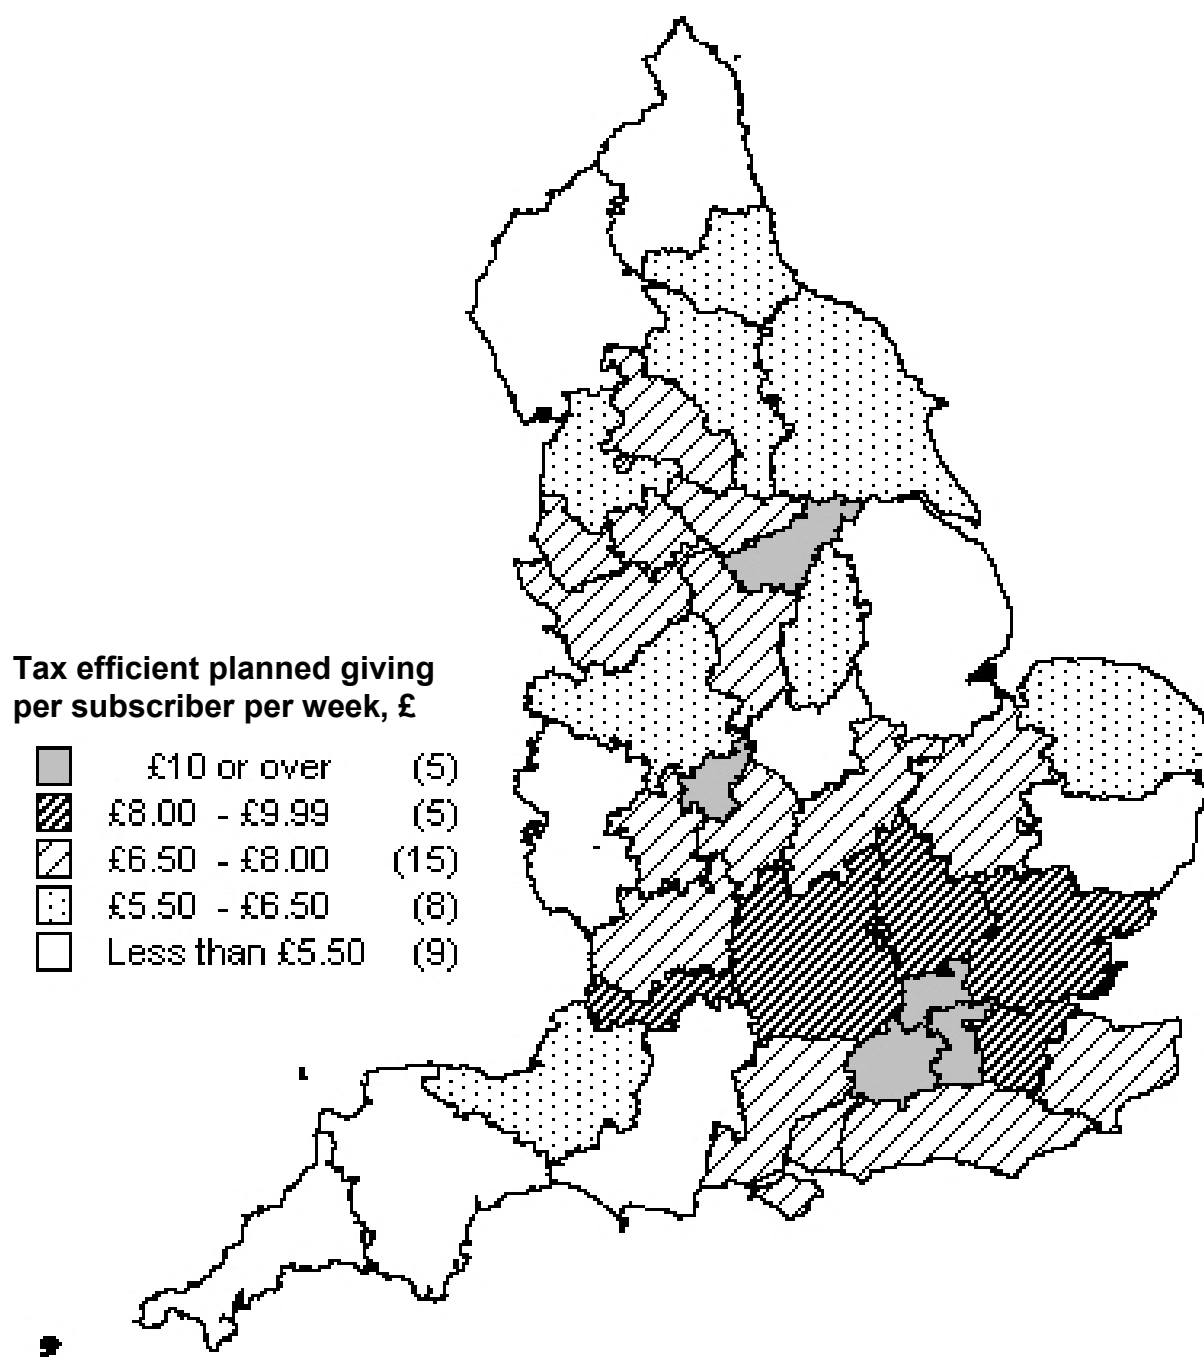 Tax efficient planned giving
per subscriber per week, £
£10 or over (5)
£8.00 - £9.99 (5)
£6.50 - £8.00 (15)
£5.50 - £6.50 (8)
Less than £5.50 (9)